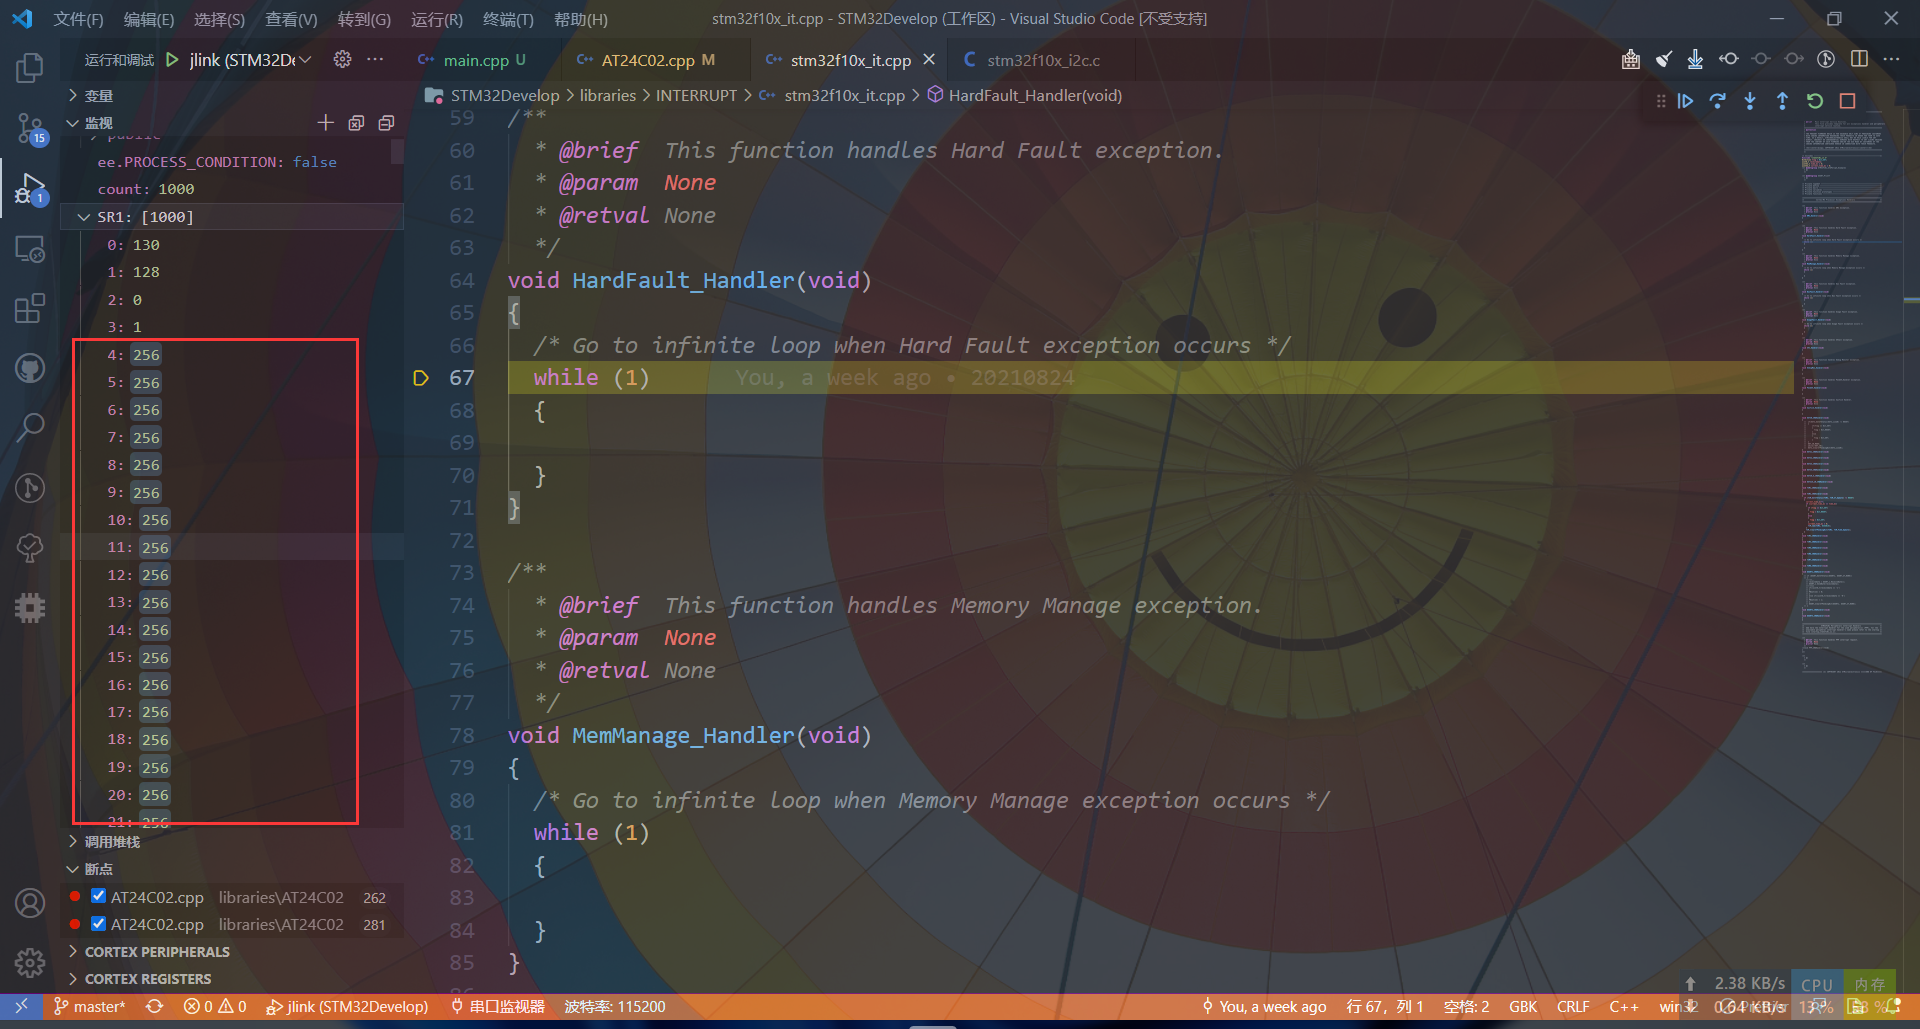 文件(F) 编辑(E) 选择(S) 查看(V) 转到(G) 运行(R) 终端(T) 帮助(H)
stm32f10x_it.cpp - STM32Develop (工作区) - Visual Studio Code [不受支持]
运行和调试 jlink (STM32De
变量
监视
public
ee.PROCESS_CONDITION: false
count: 1000
SR1: [1000]
0: 130
1: 128
2: 0
3: 1
4: 256
5: 256
6: 256
7: 256
8: 256
9: 256
10: 256
11: 256
12: 256
13: 256
14: 256
15: 256
16: 256
17: 256
18: 256
19: 256
20: 256
21: 256
调用堆栈
断点
AT24C02.cpp libraries\AT24C02 262
AT24C02.cpp libraries\AT24C02 281
CORTEX PERIPHERALS
CORTEX REGISTERS
15
1
main.cpp U
AT24C02.cpp M
stm32f10x_it.cpp
stm32f10x_i2c.c
STM32Develop > libraries > INTERRUPT > stm32f10x_it.cpp > HardFault_Handler(void)
59 /**
60 * @brief This function handles Hard Fault exception.
61 * @param None
62 * @retval None
63 */
64 void HardFault_Handler(void)
65 {
66 /* Go to infinite loop when Hard Fault exception occurs */
67 while (1) You, a week ago • 20210824
68 {
69
70 }
71 }
72
73 /**
74 * @brief This function handles Memory Manage exception.
75 * @param None
76 * @retval None
77 */
78 void MemManage_Handler(void)
79 {
80 /* Go to infinite loop when Memory Manage exception occurs */
81 while (1)
82 {
83
84 }
85 }
2.38 KB/s CPU 内存
master* 0 0 jlink (STM32Develop) 串口监视器 波特率: 115200 You, a week ago 行 67，列 1 空格: 2 GBK CRLF C++ win32 0.64 KB/s 13 %